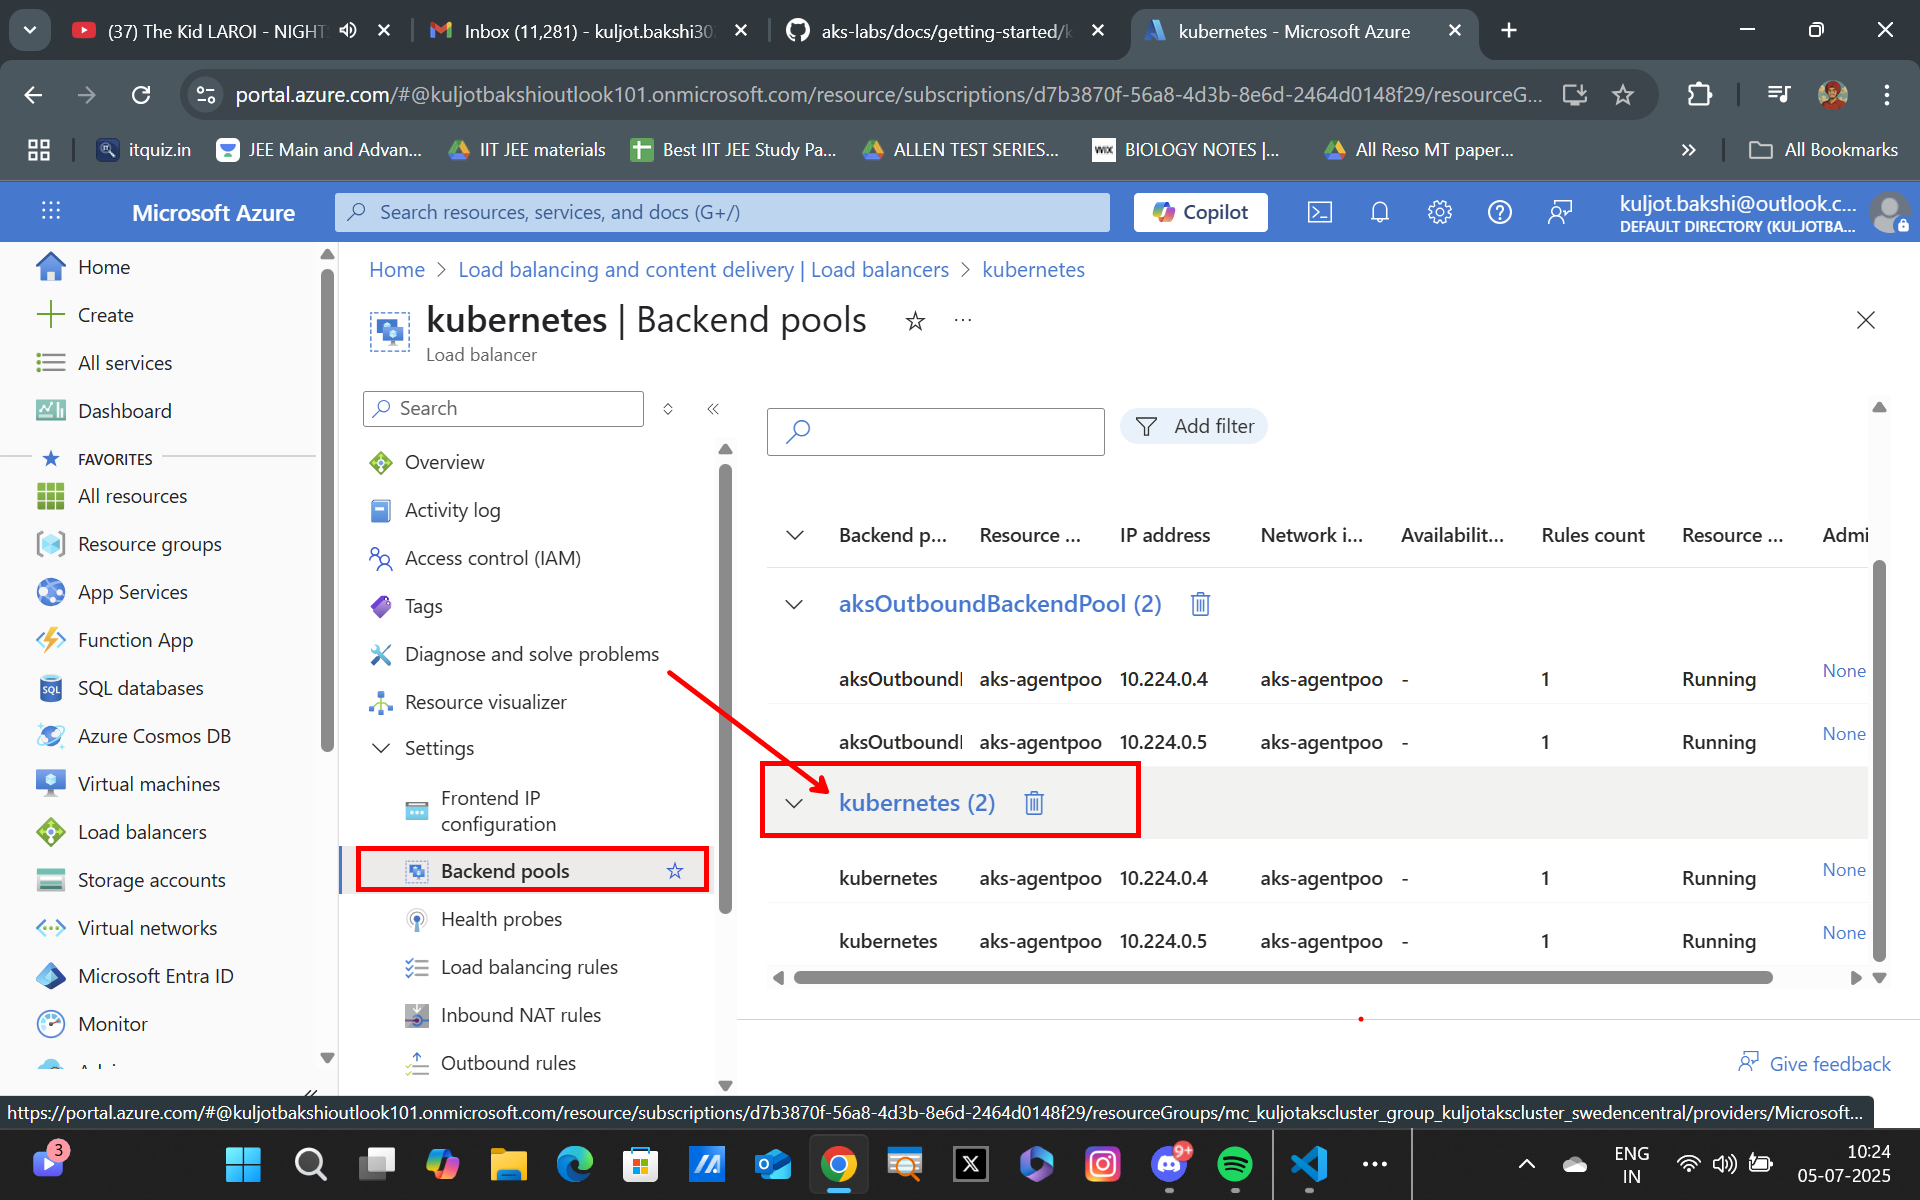 (37) The Kid LAROI - NIGHT
Inbox (11,281) - kuljot.bakshi30
aks-labs/docs/getting-started/k
kubernetes - Microsoft Azure
portal.azure.com/#@kuljotbakshioutlook101.onmicrosoft.com/resource/subscriptions/d7b3870f-56a8-4d3b-8e6d-2464d0148f29/resourceG...
itquiz.in
JEE Main and Advan...
IIT JEE materials
Best IIT JEE Study Pa...
ALLEN TEST SERIES...
WIX
BIOLOGY NOTES |...
All Reso MT paper...
All Bookmarks
Microsoft Azure
Search resources, services, and docs (G+/)
Copilot
kuljot.bakshi@outlook.c...
DEFAULT DIRECTORY (KULJOTBA...
Home
Create
All services
Dashboard
FAVORITES
All resources
Resource groups
App Services
Function App
SQL
SQL databases
Azure Cosmos DB
Virtual machines
Load balancers
Storage accounts
Virtual networks
Microsoft Entra ID
Monitor
Home > Load balancing and content delivery | Load balancers > kubernetes
kubernetes | Backend pools
...
Load balancer
Search
Overview
Activity log
Access control (IAM)
Tags
Diagnose and solve problems
Resource visualizer
Settings
Frontend IP
configuration
Backend pools
Health probes
Load balancing rules
Inbound NAT rules
Outbound rules
Add filter
Backend p... Resource ... IP address Network i... Availabilit... Rules count Resource ... Admi
aksOutboundBackendPool (2)
aksOutboundI aks-agentpoo 10.224.0.4 aks-agentpoo - 1 Running None
aksOutboundI aks-agentpoo 10.224.0.5 aks-agentpoo - 1 Running None
kubernetes (2)
kubernetes aks-agentpoo 10.224.0.4 aks-agentpoo - 1 Running None
kubernetes aks-agentpoo 10.224.0.5 aks-agentpoo - 1 Running None
Give feedback
https://portal.azure.com/#@kuljotbakshioutlook101.onmicrosoft.com/resource/subscriptions/d7b3870f-56a8-4d3b-8e6d-2464d0148f29/resourceGroups/mc_kuljotakscluster_group_kuljotakscluster_swedencentral/providers/Microsoft...
3
9+
ENG
IN
10:24
05-07-2025